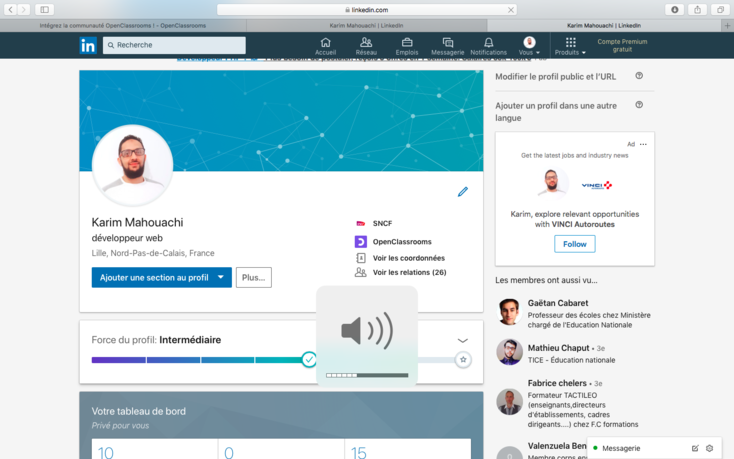 linkedin.com
Intégrez la communauté OpenClassrooms ! - OpenClassrooms
Karim Mahouachi | LinkedIn
Karim Mahouachi | LinkedIn
in
Recherche
Accueil
Réseau
Emplois
Messagerie
Notifications
Vous
Produits
Compte Premium
gratuit
Karim Mahouachi
développeur web
Lille, Nord-Pas-de-Calais, France
Ajouter une section au profil
Plus...
SNCF
OpenClassrooms
Voir les coordonnées
Voir les relations (26)
Force du profil: Intermédiaire
Votre tableau de bord
Privé pour vous
10
0
15
Modifier le profil public et l'URL
Ajouter un profil dans une autre
langue
Ad
Get the latest jobs and industry news
VINCI
Karim, explore relevant opportunities
with VINCI Autoroutes
Follow
Les membres ont aussi vu...
Gaëtan Cabaret
Professeur des écoles chez Ministère
chargé de l'Education Nationale
Mathieu Chaput • 3e
TICE - Éducation nationale
Fabrice chelers • 3e
Formateur TACTILEO
(enseignants,directeurs
d'établissements, cadres
dirigeants....) chez F.C formations
Valenzuela Ben
Membre corps en
Messagerie